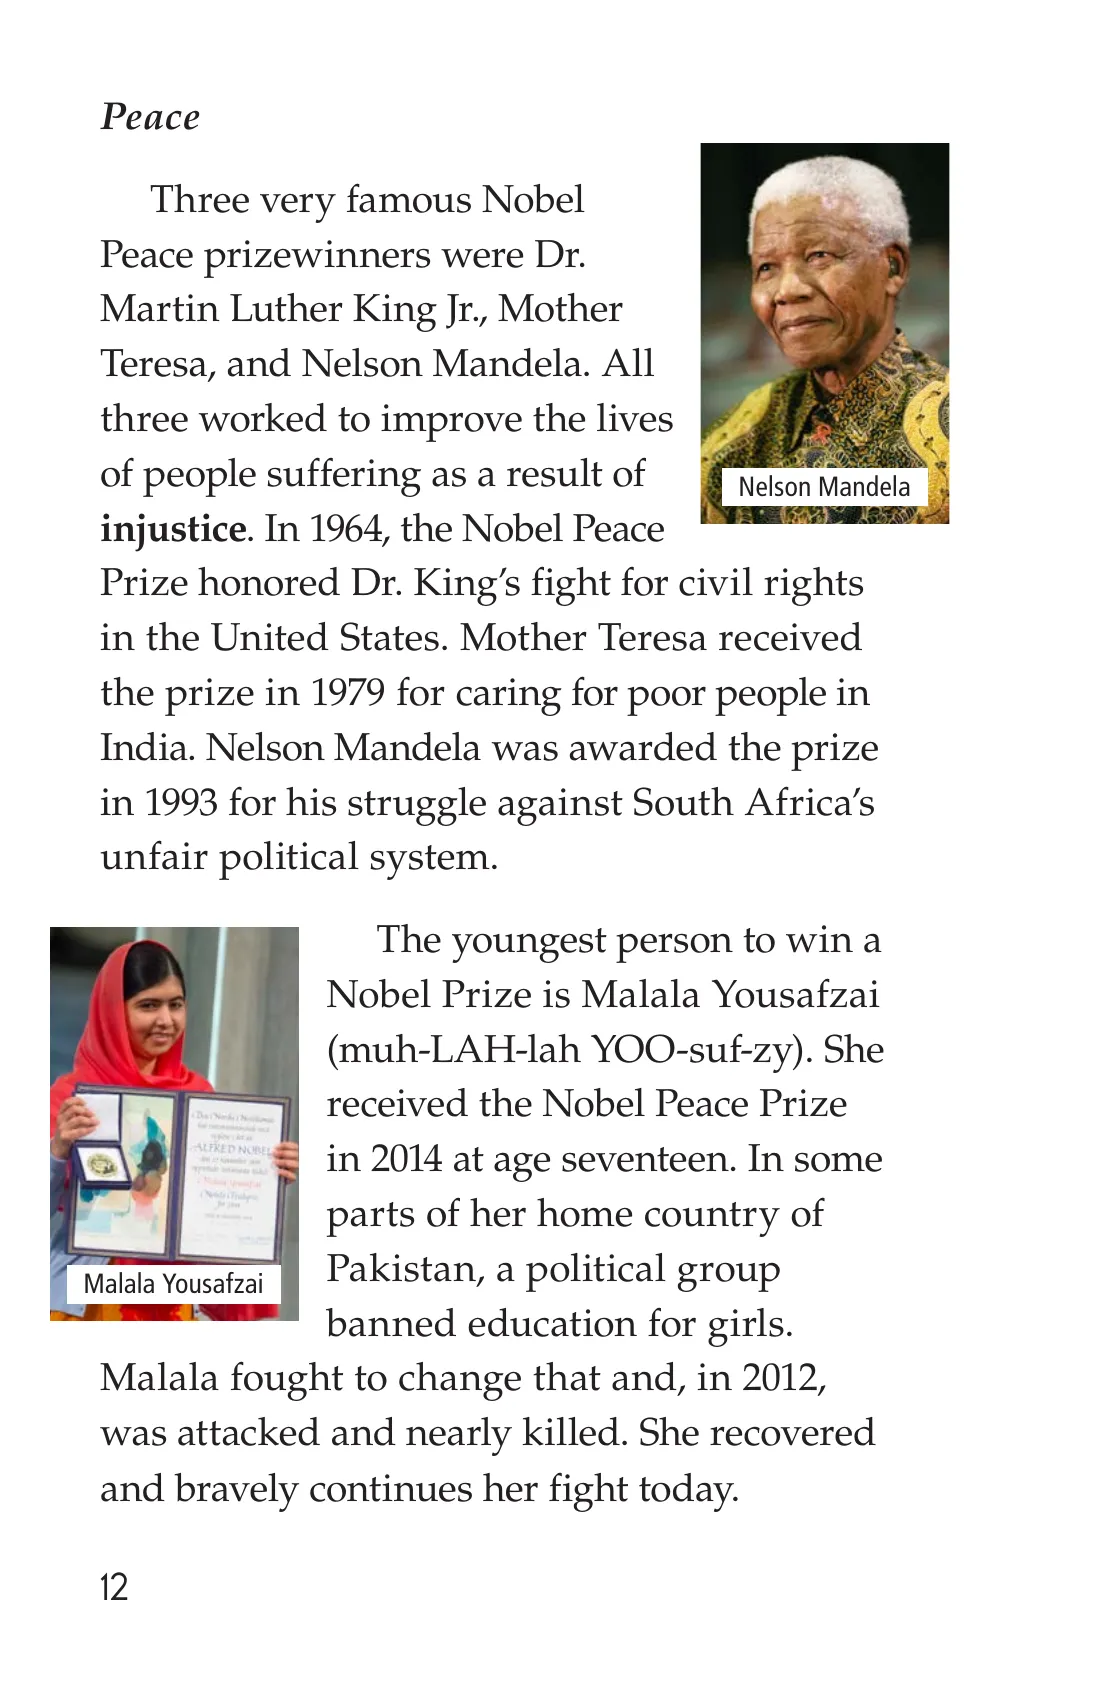 Peace
Three very famous Nobel
Peace prizewinners were Dr.
Martin Luther King Jr., Mother
Teresa, and Nelson Mandela. All
three worked to improve the lives
of people suffering as a result of
injustice. In 1964, the Nobel Peace
Prize honored Dr. King’s fight for civil rights
in the United States. Mother Teresa received
the prize in 1979 for caring for poor people in
India. Nelson Mandela was awarded the prize
in 1993 for his struggle against South Africa’s
unfair political system.
Nelson Mandela
The youngest person to win a
Nobel Prize is Malala Yousafzai
(muh-LAH-lah YOO-suf-zy). She
received the Nobel Peace Prize
in 2014 at age seventeen. In some
parts of her home country of
Pakistan, a political group
banned education for girls.
Malala fought to change that and, in 2012,
was attacked and nearly killed. She recovered
and bravely continues her fight today.
ALFRED NOBEL
Malala Yousafzai
12